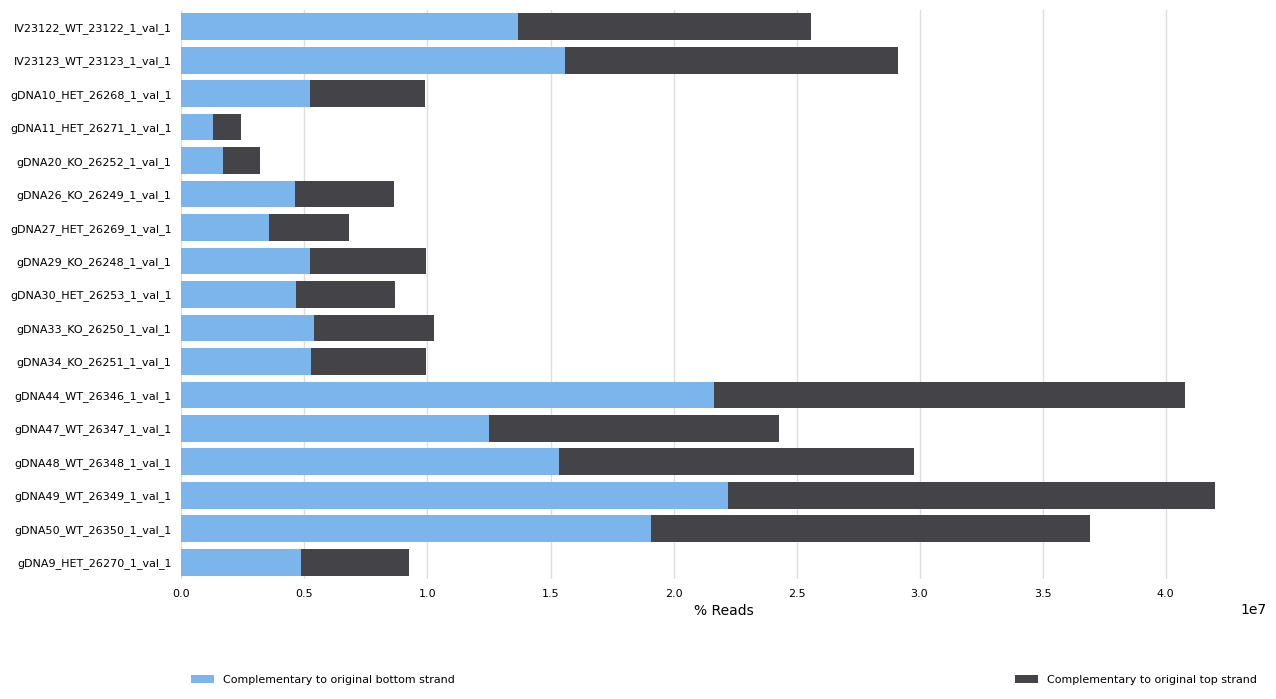 IV23122_WT_23122_1_val_1
IV23123_WT_23123_1_val_1
gDNA10_HET_26268_1_val_1
gDNA11_HET_26271_1_val_1
gDNA20_KO_26252_1_val_1
gDNA26_KO_26249_1_val_1
gDNA27_HET_26269_1_val_1
gDNA29_KO_26248_1_val_1
gDNA30_HET_26253_1_val_1
gDNA33_KO_26250_1_val_1
gDNA34_KO_26251_1_val_1
gDNA44_WT_26346_1_val_1
gDNA47_WT_26347_1_val_1
gDNA48_WT_26348_1_val_1
gDNA49_WT_26349_1_val_1
gDNA50_WT_26350_1_val_1
gDNA9_HET_26270_1_val_1
0.0 0.5 1.0 1.5 2.0 2.5 3.0 3.5 4.0
% Reads 1e7
Complementary to original bottom strand Complementary to original top strand